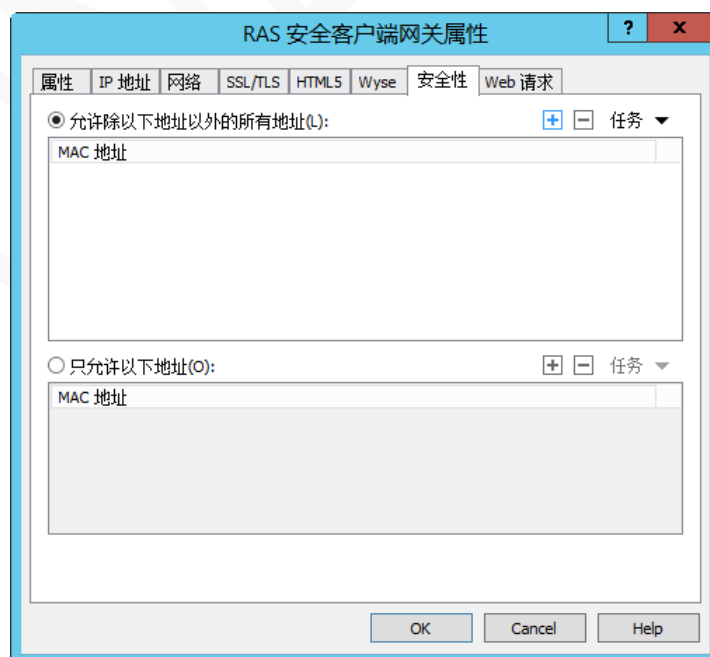 RAS 安全客户端网关属性 ? x
属性 IP 地址 网络 SSL/TLS HTML5 Wyse 安全性 Web 请求
允许除以下地址以外的所有地址(L): 任务
MAC 地址
只允许以下地址(O): 任务
MAC 地址
OK Cancel Help